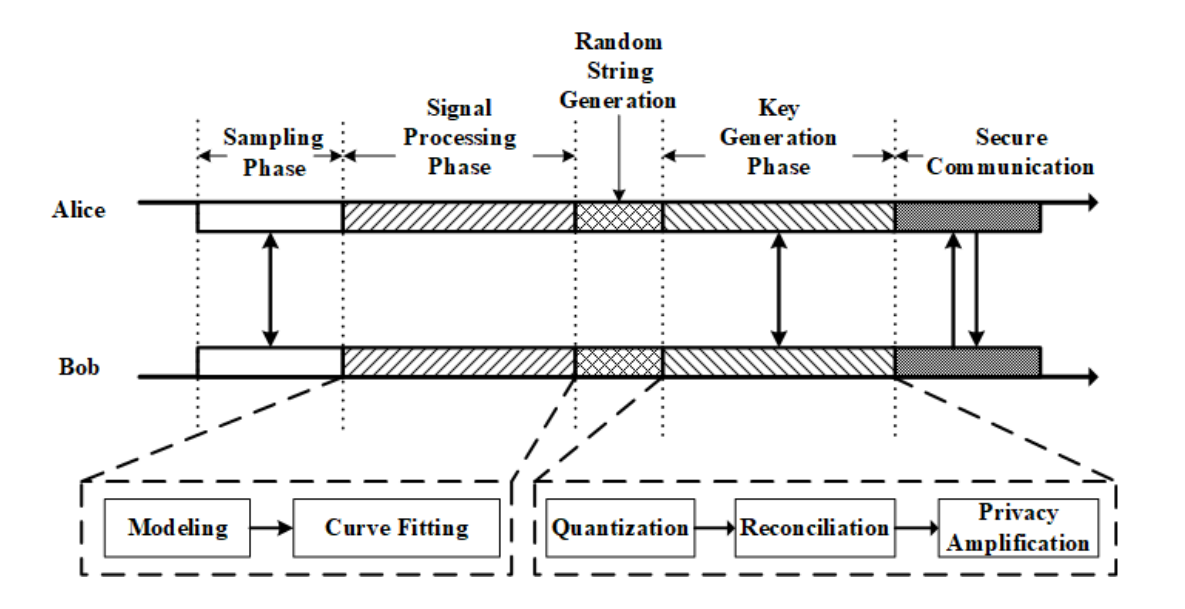 Random
String
Generation
Sampling
Phase
Signal
Processing
Phase
Key
Generation
Phase
Secure
Communication
Alice
Bob
Modeling
Curve Fitting
Quantization
Reconciliation
Privacy
Amplification